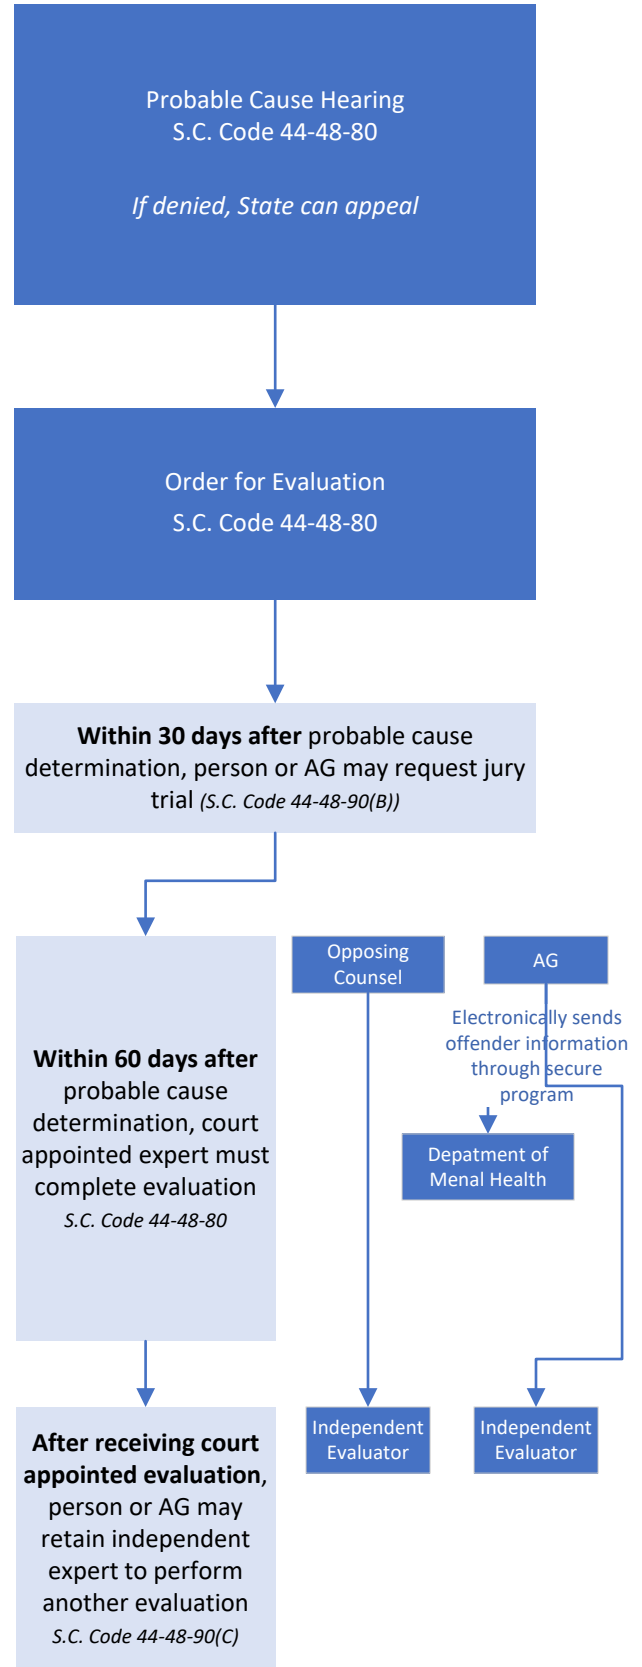 Probable Cause Hearing
S.C. Code 44-48-80
If denied, State can appeal
Order for Evaluation
S.C. Code 44-48-80
Within 30 days after probable cause
determination, person or AG may request jury
trial (S.C. Code 44-48-90(B))
Within 60 days after
probable cause
determination, court
appointed expert must
complete evaluation
S.C. Code 44-48-80
Opposing
Counsel
AG
Electronically sends
offender information
through secure
program
Depatment of
Menal Health
After receiving court
appointed evaluation,
person or AG may
retain independent
expert to perform
another evaluation
S.C. Code 44-48-90(C)
Independent
Evaluator
Independent
Evaluator